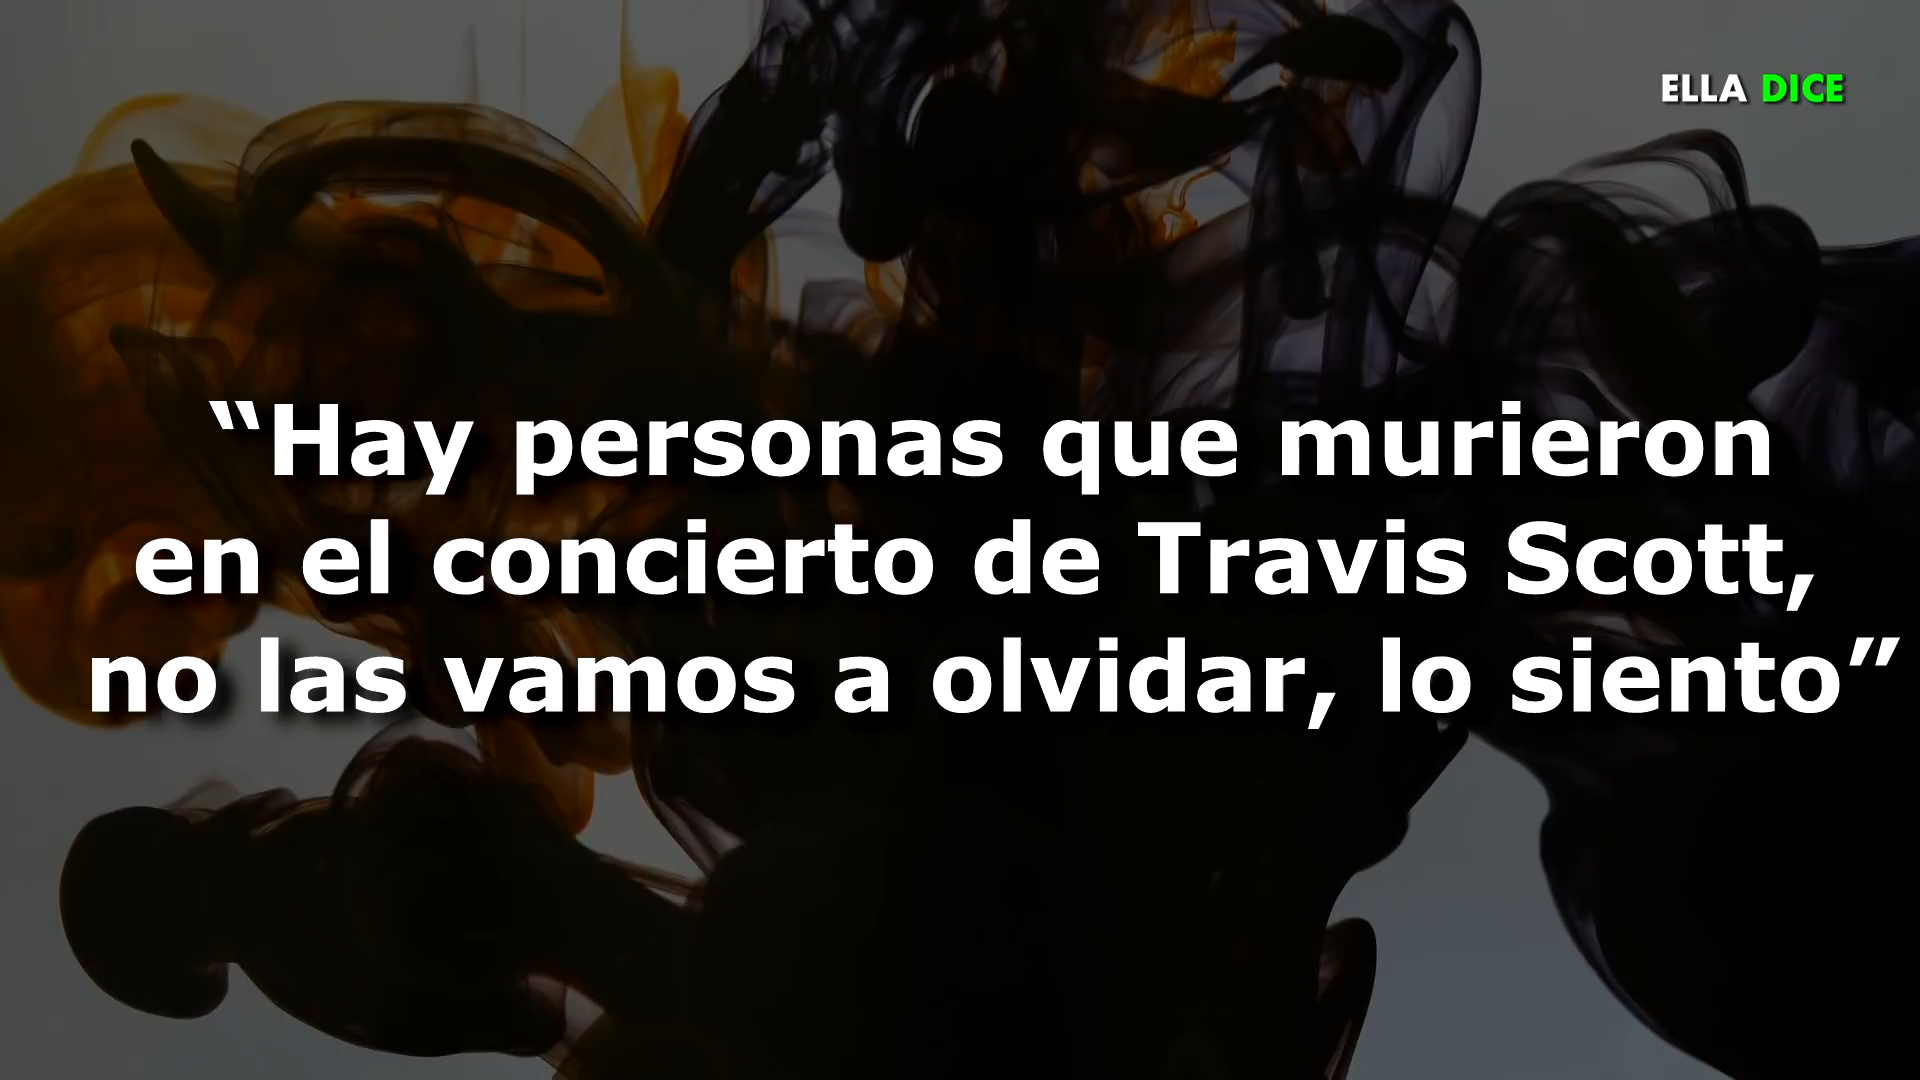 ELLA DICE
“Hay personas que murieron
en el concierto de Travis Scott,
no las vamos a olvidar, lo siento”